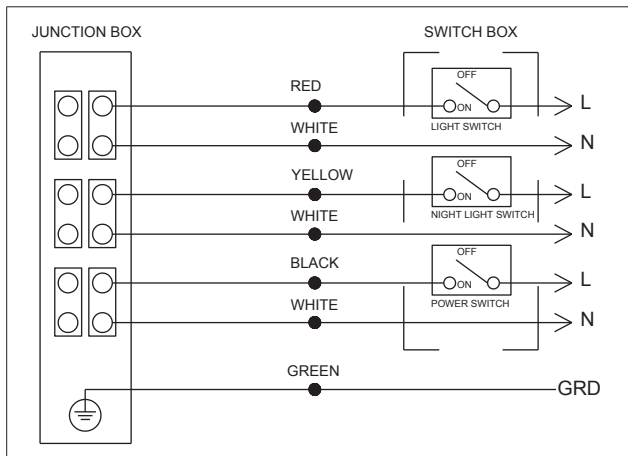 JUNCTION BOX
SWITCH BOX
RED
OFF
ON
LIGHT SWITCH
L
WHITE
N
YELLOW
OFF
ON
NIGHT LIGHT SWITCH
L
WHITE
N
BLACK
OFF
ON
POWER SWITCH
L
WHITE
N
GREEN
GRD